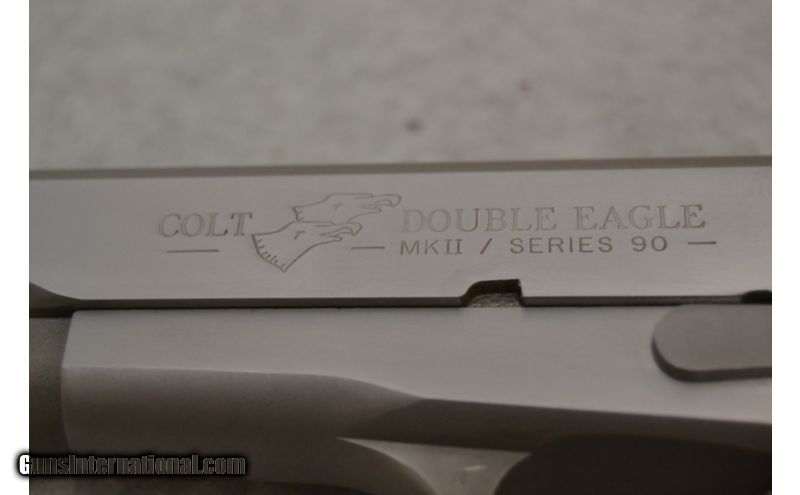 COLT DOUBLE EAGLE
— MKII / SERIES 90 —
GunsInternational.com